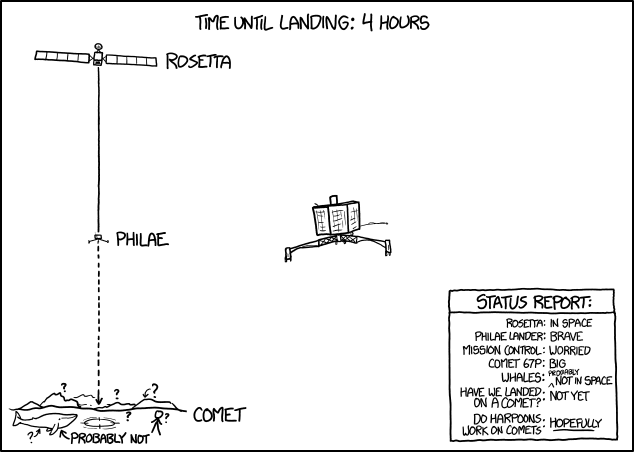 TIME UNTIL LANDING: 4 HOURS
ROSETTA
PHILAE
STATUS REPORT:
ROSETTA: IN SPACE
PHILAE LANDER: BRAVE
MISSION CONTROL: WORRIED
COMET 67P: BIG
WHALES: PROBABLY NOT IN SPACE
HAVE WE LANDED ON A COMET?: NOT YET
DO HARPOONS WORK ON COMETS: HOPEFULLY
? ? ?
COMET
? ?
? PROBABLY NOT